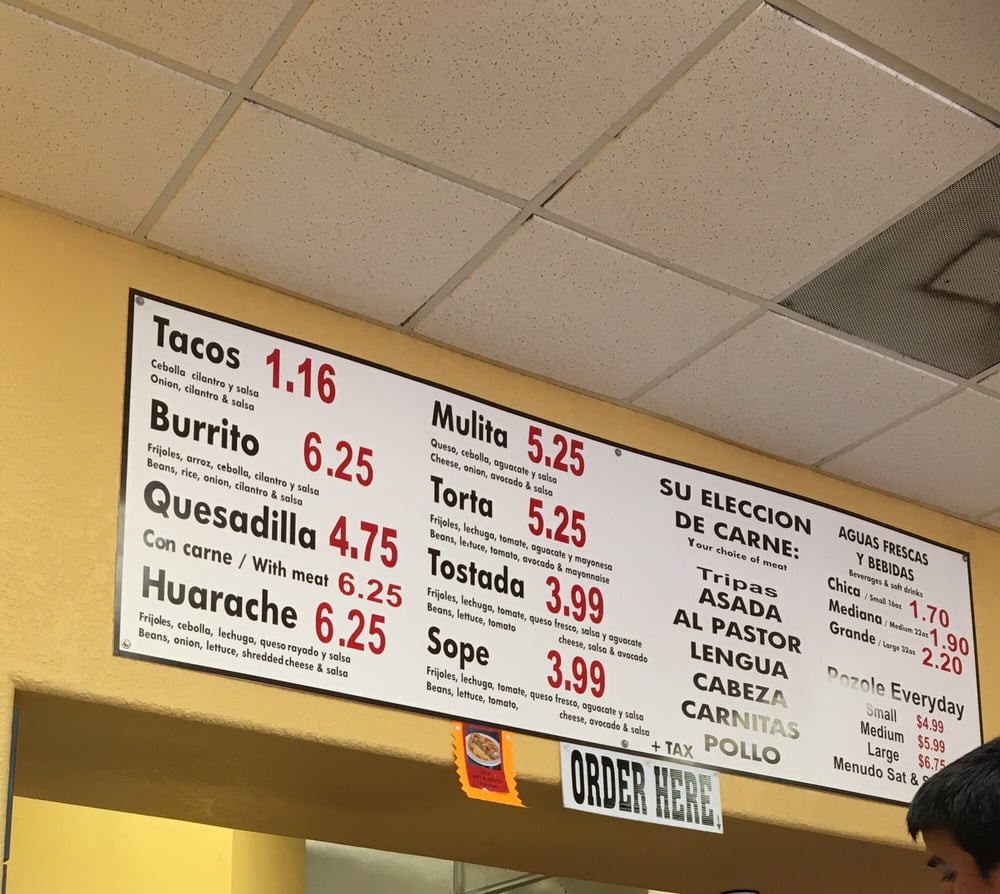 Tacos 1.16
Cebolla cilantro y salsa
Onion, cilantro & salsa
Burrito 6.25
Frijoles, arroz, cebolla, cilantro y salsa
Beans, rice, onion, cilantro & salsa
Quesadilla 4.75
Con carne / With meat 6.25
Huarache 6.25
Frijoles, cebolla, lechuga, queso rayado y salsa
Beans, onion, lettuce, shredded cheese & salsa
Mulita 5.25
Queso, cebolla, aguacate y salsa
Cheese, onion, avocado & salsa
Torta 5.25
Frijoles, lechuga, tomate, aguacate y mayonesa
Beans, lettuce, tomato, avocado & mayonnaise
Tostada 3.99
Frijoles, lechuga, tomate, queso fresco, salsa y aguacate
Beans, lettuce, tomato cheese, salsa & avocado
Sope 3.99
Frijoles, lechuga, tomate, queso fresco, aguacate y salsa
Beans, lettuce, tomato, cheese, avocado & salsa
+ TAX
SU ELECCION
DE CARNE:
Your choice of meat
Tripas
ASADA
AL PASTOR
LENGUA
CABEZA
CARNITAS
POLLO
AGUAS FRESCAS
Y BEBIDAS
Beverages & soft drinks
Chica / Small 16oz 1.70
Mediana / Medium 22oz 1.90
Grande / Large 32oz 2.20
Pozole Everyday
Small $4.99
Medium $5.99
Large $6.75
Menudo Sat &
ORDER HERE